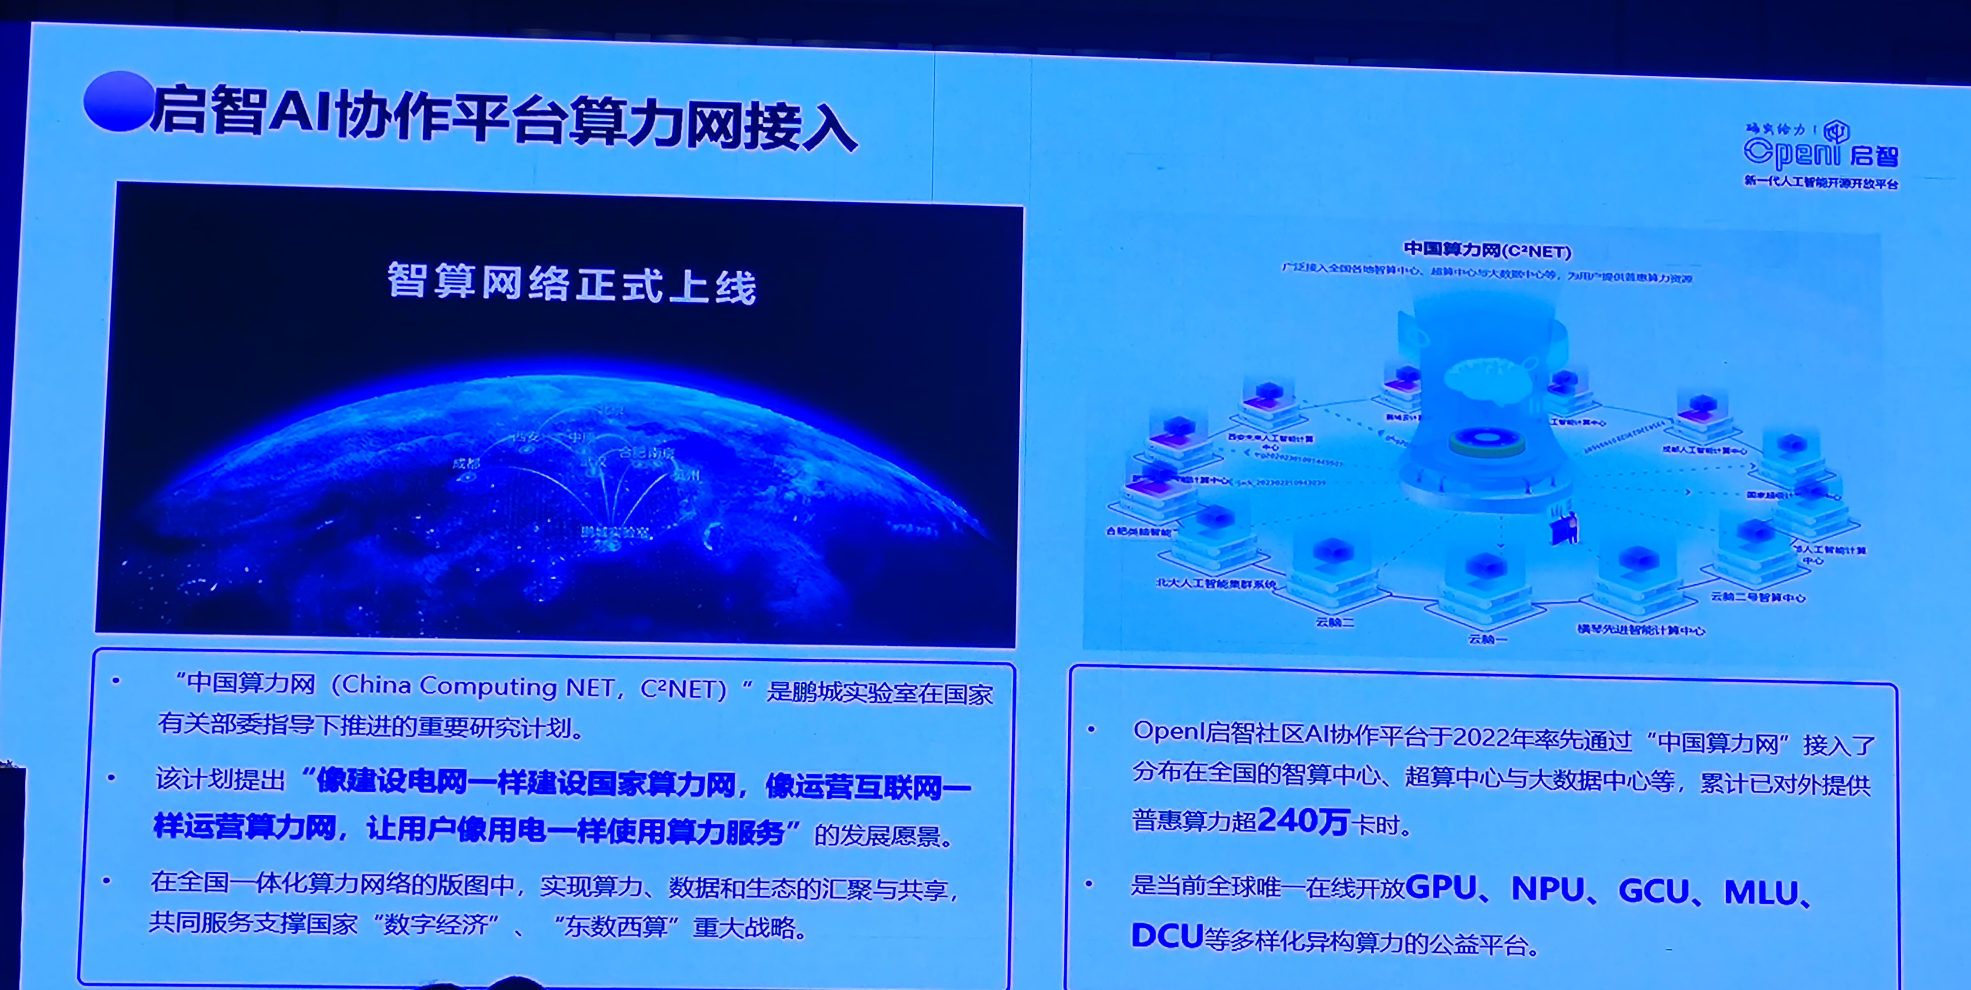 启智AI协作平台算力网接入
确实给力
OpenI 启智
新一代人工智能开源开放平台
智算网络正式上线
北京
西安
成都
合肥 南京
鹏城实验室
中国算力网(C²NET)
广泛接入全国各地智算中心、超算中心与大数据中心等，为用户提供普惠算力资源
西安未来人工智能计算
中心
成都人工智能计算中心
合肥类脑智能
北大人工智能集群系统
人工智能计算
中心
云脑二号智算中心
云脑二
横琴先进智能计算中心
云脑一
• “中国算力网（China Computing NET，C²NET）”是鹏城实验室在国家
有关部委指导下推进的重要研究计划。
• 该计划提出“像建设电网一样建设国家算力网，像运营互联网一
样运营算力网，让用户像用电一样使用算力服务”的发展愿景。
• 在全国一体化算力网络的版图中，实现算力、数据和生态的汇聚与共享，
共同服务支撑国家“数字经济”、“东数西算”重大战略。
• OpenI启智社区AI协作平台于2022年率先通过“中国算力网”接入了
分布在全国的智算中心、超算中心与大数据中心等，累计已对外提供
普惠算力超240万卡时。
• 是当前全球唯一在线开放GPU、NPU、GCU、MLU、
DCU等多样化异构算力的公益平台。